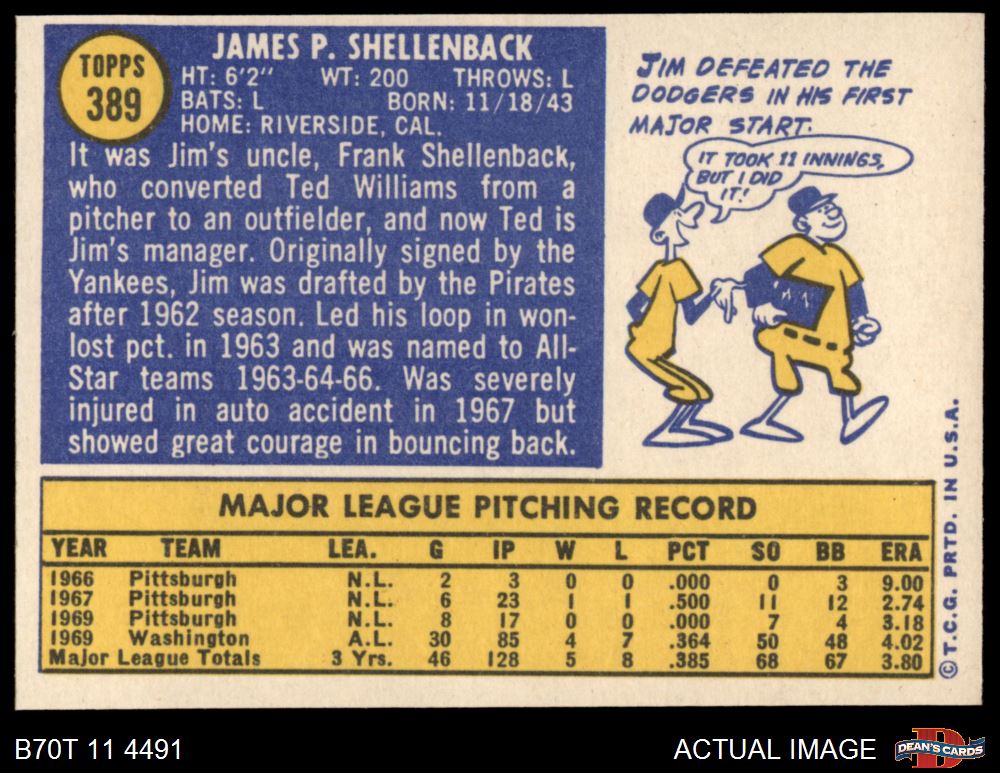 TOPPS
389
JAMES P. SHELLENBACK
HT: 6'2" WT: 200 THROWS: L
BATS: L BORN: 11/18/43
HOME: RIVERSIDE, CAL.
It was Jim's uncle, Frank Shellenback,
who converted Ted Williams from a
pitcher to an outfielder, and now Ted is
Jim's manager. Originally signed by the
Yankees, Jim was drafted by the Pirates
after 1962 season. Led his loop in won-
lost pct. in 1963 and was named to All-
Star teams 1963-64-66. Was severely
injured in auto accident in 1967 but
showed great courage in bouncing back.
JIM DEFEATED THE
DODGERS IN HIS FIRST
MAJOR START.
IT TOOK 11 INNINGS,
BUT I DID
IT!
MAJOR LEAGUE PITCHING RECORD
YEAR TEAM LEA. G IP W L PCT SO BB ERA
1966 Pittsburgh N.L. 2 3 0 0 .000 0 3 9.00
1967 Pittsburgh N.L. 6 23 1 1 .500 11 12 2.74
1969 Pittsburgh N.L. 8 17 0 0 .000 7 4 3.18
1969 Washington A.L. 30 85 4 7 .364 50 48 4.02
Major League Totals 3 Yrs. 46 128 5 8 .385 68 67 3.80
© T.C.G. PRTD. IN U.S.A.
B70T 11 4491
ACTUAL IMAGE
D
DEAN'S CARDS